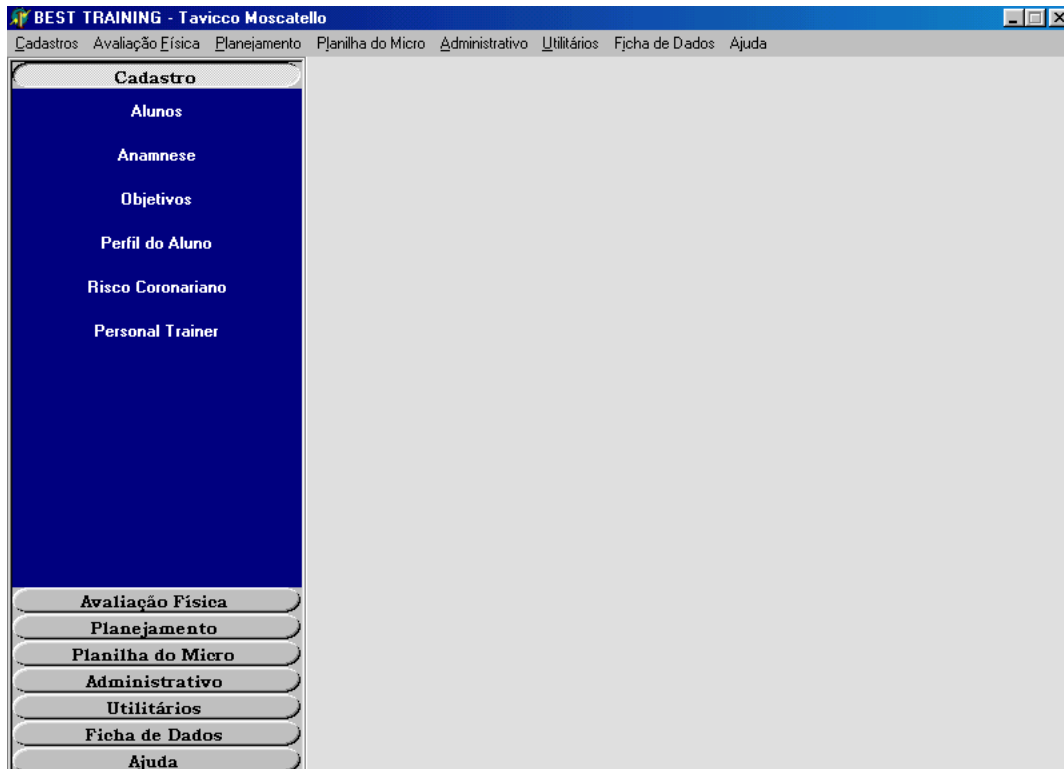 BEST TRAINING - Tavicco Moscatello
Cadastros Avaliação Física Planejamento Planilha do Micro Administrativo Utilitários Ficha de Dados Ajuda
Cadastro
Alunos
Anamnese
Objetivos
Perfil do Aluno
Risco Coronariano
Personal Trainer
Avaliação Física
Planejamento
Planilha do Micro
Administrativo
Utilitários
Ficha de Dados
Ajuda